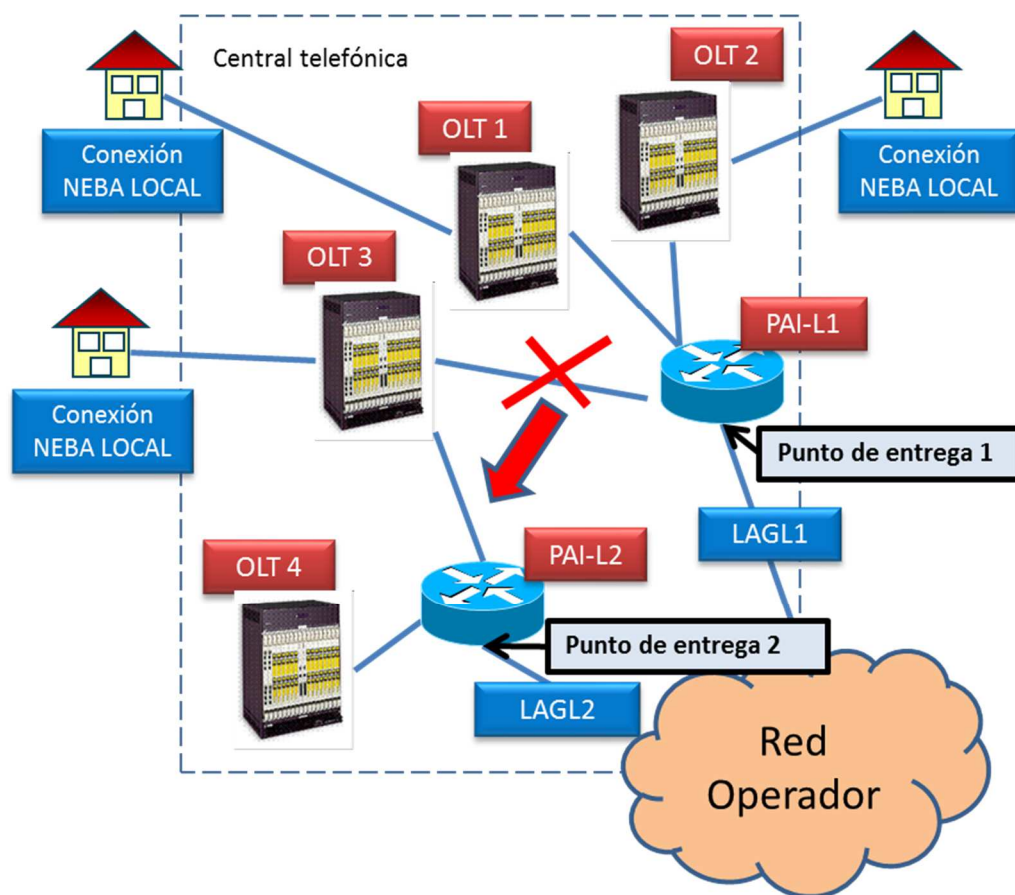 Central telefónica
OLT 2
OLT 1
Conexión
NEBA LOCAL
Conexión
NEBA LOCAL
OLT 3
PAI-L1
Conexión
NEBA LOCAL
Punto de entrega 1
LAGL1
OLT 4
PAI-L2
Punto de entrega 2
LAGL2
Red
Operador